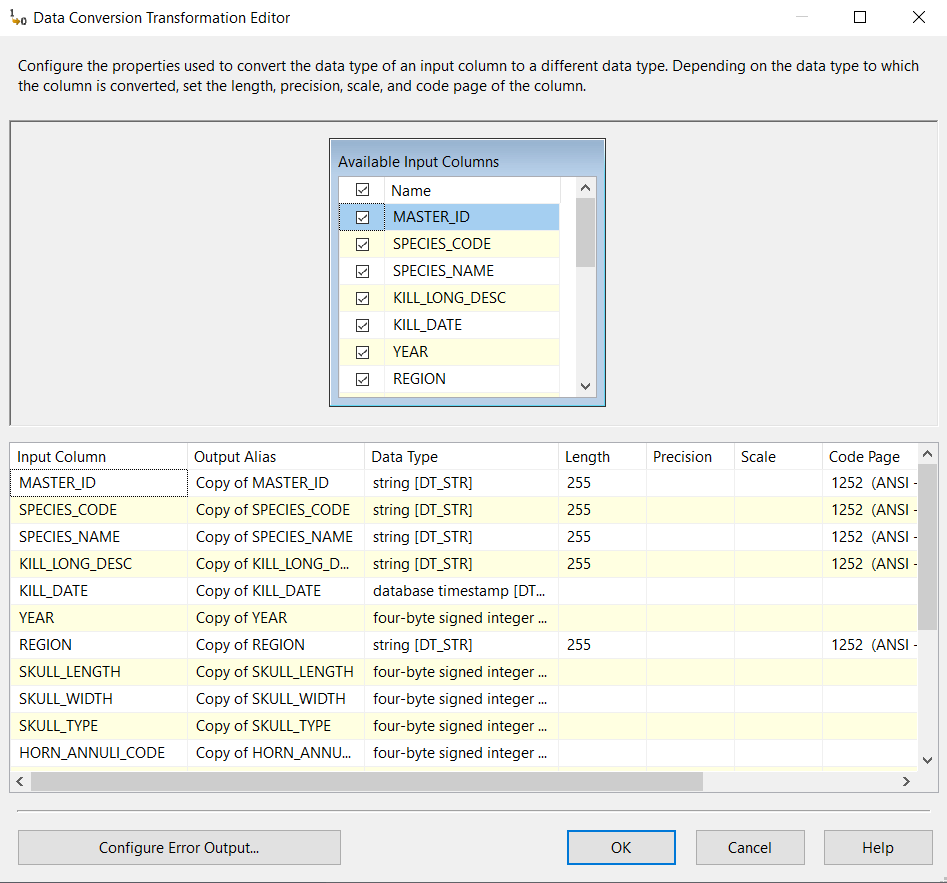 Data Conversion Transformation Editor
Configure the properties used to convert the data type of an input column to a different data type. Depending on the data type to which
the column is converted, set the length, precision, scale, and code page of the column.
Available Input Columns
Name
MASTER_ID
SPECIES_CODE
SPECIES_NAME
KILL_LONG_DESC
KILL_DATE
YEAR
REGION
Input Column Output Alias Data Type Length Precision Scale Code Page
MASTER_ID Copy of MASTER_ID string [DT_STR] 255 1252 (ANSI -
SPECIES_CODE Copy of SPECIES_CODE string [DT_STR] 255 1252 (ANSI -
SPECIES_NAME Copy of SPECIES_NAME string [DT_STR] 255 1252 (ANSI -
KILL_LONG_DESC Copy of KILL_LONG_D... string [DT_STR] 255 1252 (ANSI -
KILL_DATE Copy of KILL_DATE database timestamp [DT...
YEAR Copy of YEAR four-byte signed integer ...
REGION Copy of REGION string [DT_STR] 255 1252 (ANSI -
SKULL_LENGTH Copy of SKULL_LENGTH four-byte signed integer ...
SKULL_WIDTH Copy of SKULL_WIDTH four-byte signed integer ...
SKULL_TYPE Copy of SKULL_TYPE four-byte signed integer ...
HORN_ANNULI_CODE Copy of HORN_ANNU... four-byte signed integer ...
Configure Error Output... OK Cancel Help